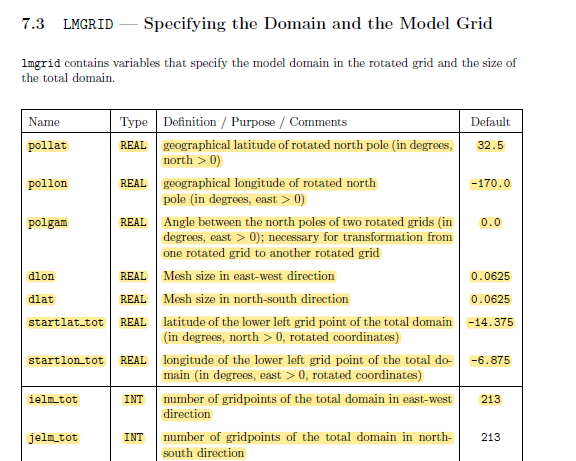 7.3 LMGRID — Specifying the Domain and the Model Grid
lmgrid contains variables that specify the model domain in the rotated grid and the size of
the total domain.
Name Type Definition / Purpose / Comments Default
pollat REAL geographical latitude of rotated north pole (in degrees, 32.5
north > 0)
pollon REAL geographical longitude of rotated north -170.0
pole (in degrees, east > 0)
polgam REAL Angle between the north poles of two rotated grids (in 0.0
degrees, east > 0); necessary for transformation from
one rotated grid to another rotated grid
dlon REAL Mesh size in east-west direction 0.0625
dlat REAL Mesh size in north-south direction 0.0625
startlat_tot REAL latitude of the lower left grid point of the total domain -14.375
(in degrees, north > 0, rotated coordinates)
startlon_tot REAL longitude of the lower left grid point of the total do- -6.875
main (in degrees, east > 0, rotated coordinates)
ielm_tot INT number of gridpoints of the total domain in east-west 213
direction
jelm_tot INT number of gridpoints of the total domain in north- 213
south direction